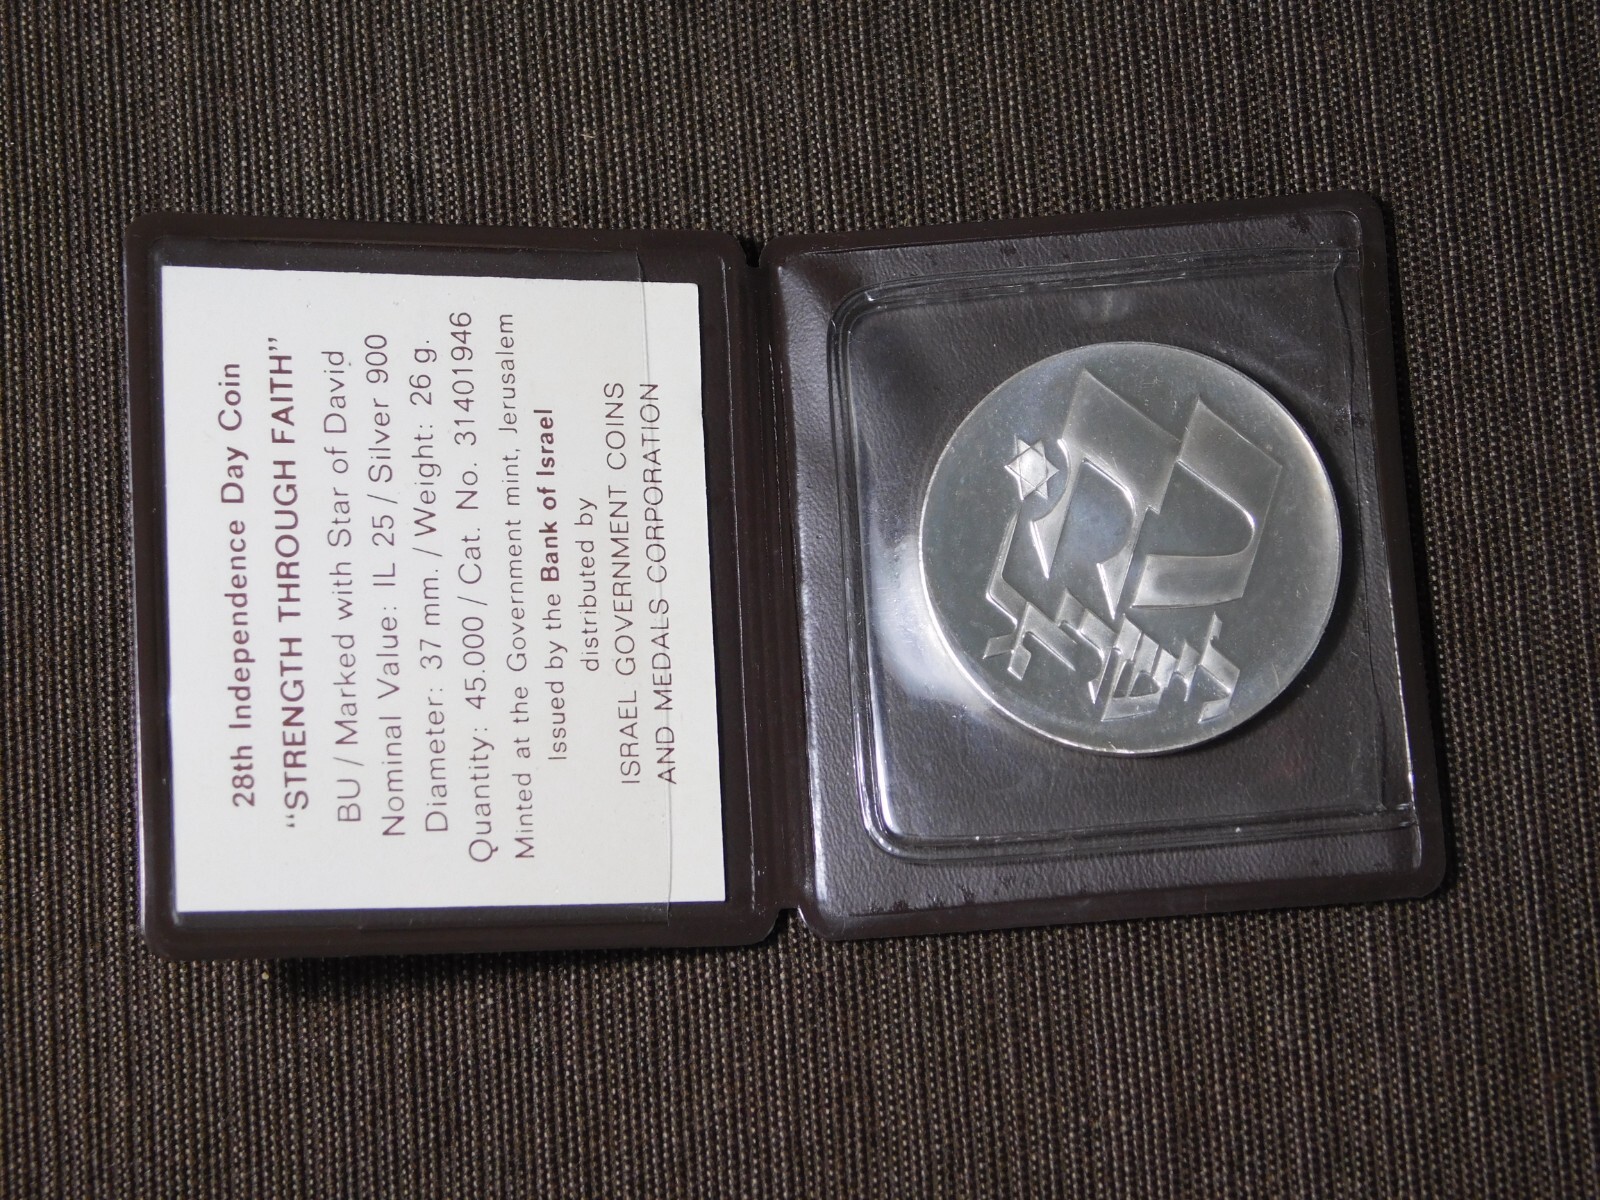 28th Independence Day Coin
“STRENGTH THROUGH FAITH”
BU / Marked with Star of David
Nominal Value: IL 25 / Silver 900
Diameter: 37 mm. / Weight: 26 g.
Quantity: 45.000 / Cat. No. 31401946
Minted at the Government mint, Jerusalem
Issued by the Bank of Israel
distributed by
ISRAEL GOVERNMENT COINS
AND MEDALS CORPORATION